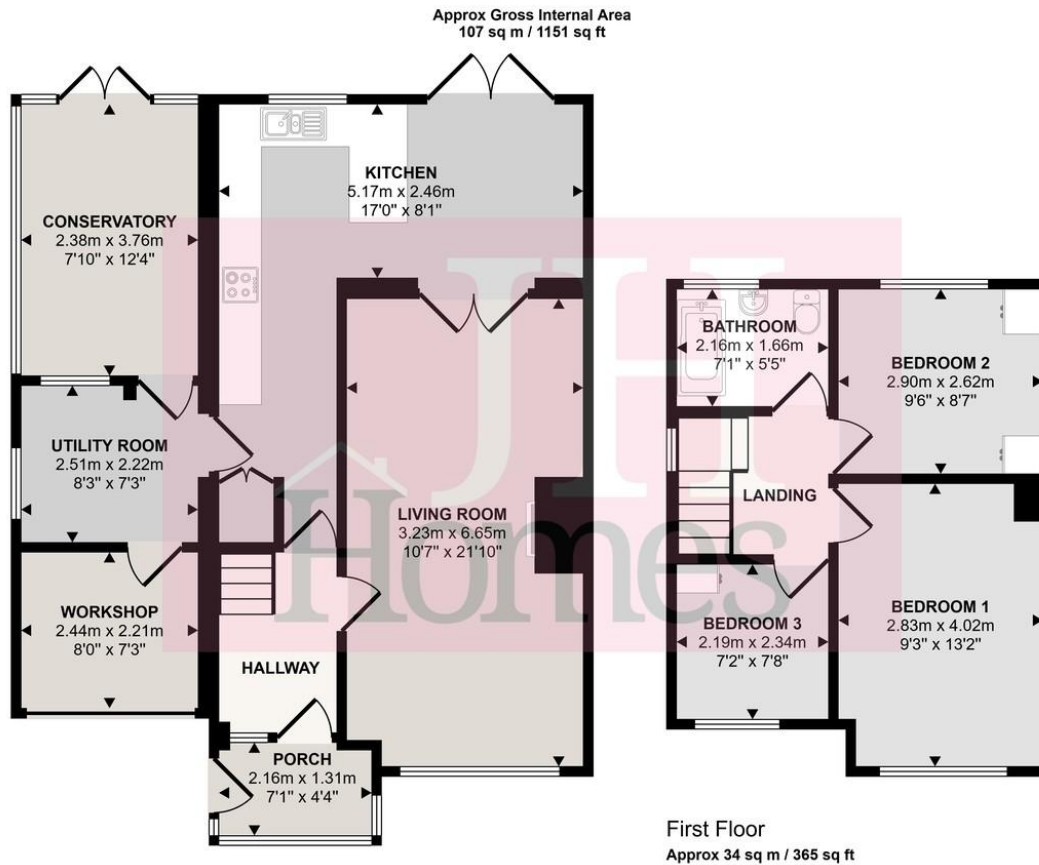 Approx Gross Internal Area
107 sq m / 1151 sq ft
CONSERVATORY
2.38m x 3.76m
7'10" x 12'4"
KITCHEN
5.17m x 2.46m
17'0" x 8'1"
UTILITY ROOM
2.51m x 2.22m
8'3" x 7'3"
LIVING ROOM
3.23m x 6.65m
10'7" x 21'10"
WORKSHOP
2.44m x 2.21m
8'0" x 7'3"
HALLWAY
PORCH
2.16m x 1.31m
7'1" x 4'4"
BATHROOM
2.16m x 1.66m
7'1" x 5'5"
BEDROOM 2
2.90m x 2.62m
9'6" x 8'7"
LANDING
BEDROOM 3
2.19m x 2.34m
7'2" x 7'8"
BEDROOM 1
2.83m x 4.02m
9'3" x 13'2"
First Floor
Approx 34 sq m / 365 sq ft
JH
Homes